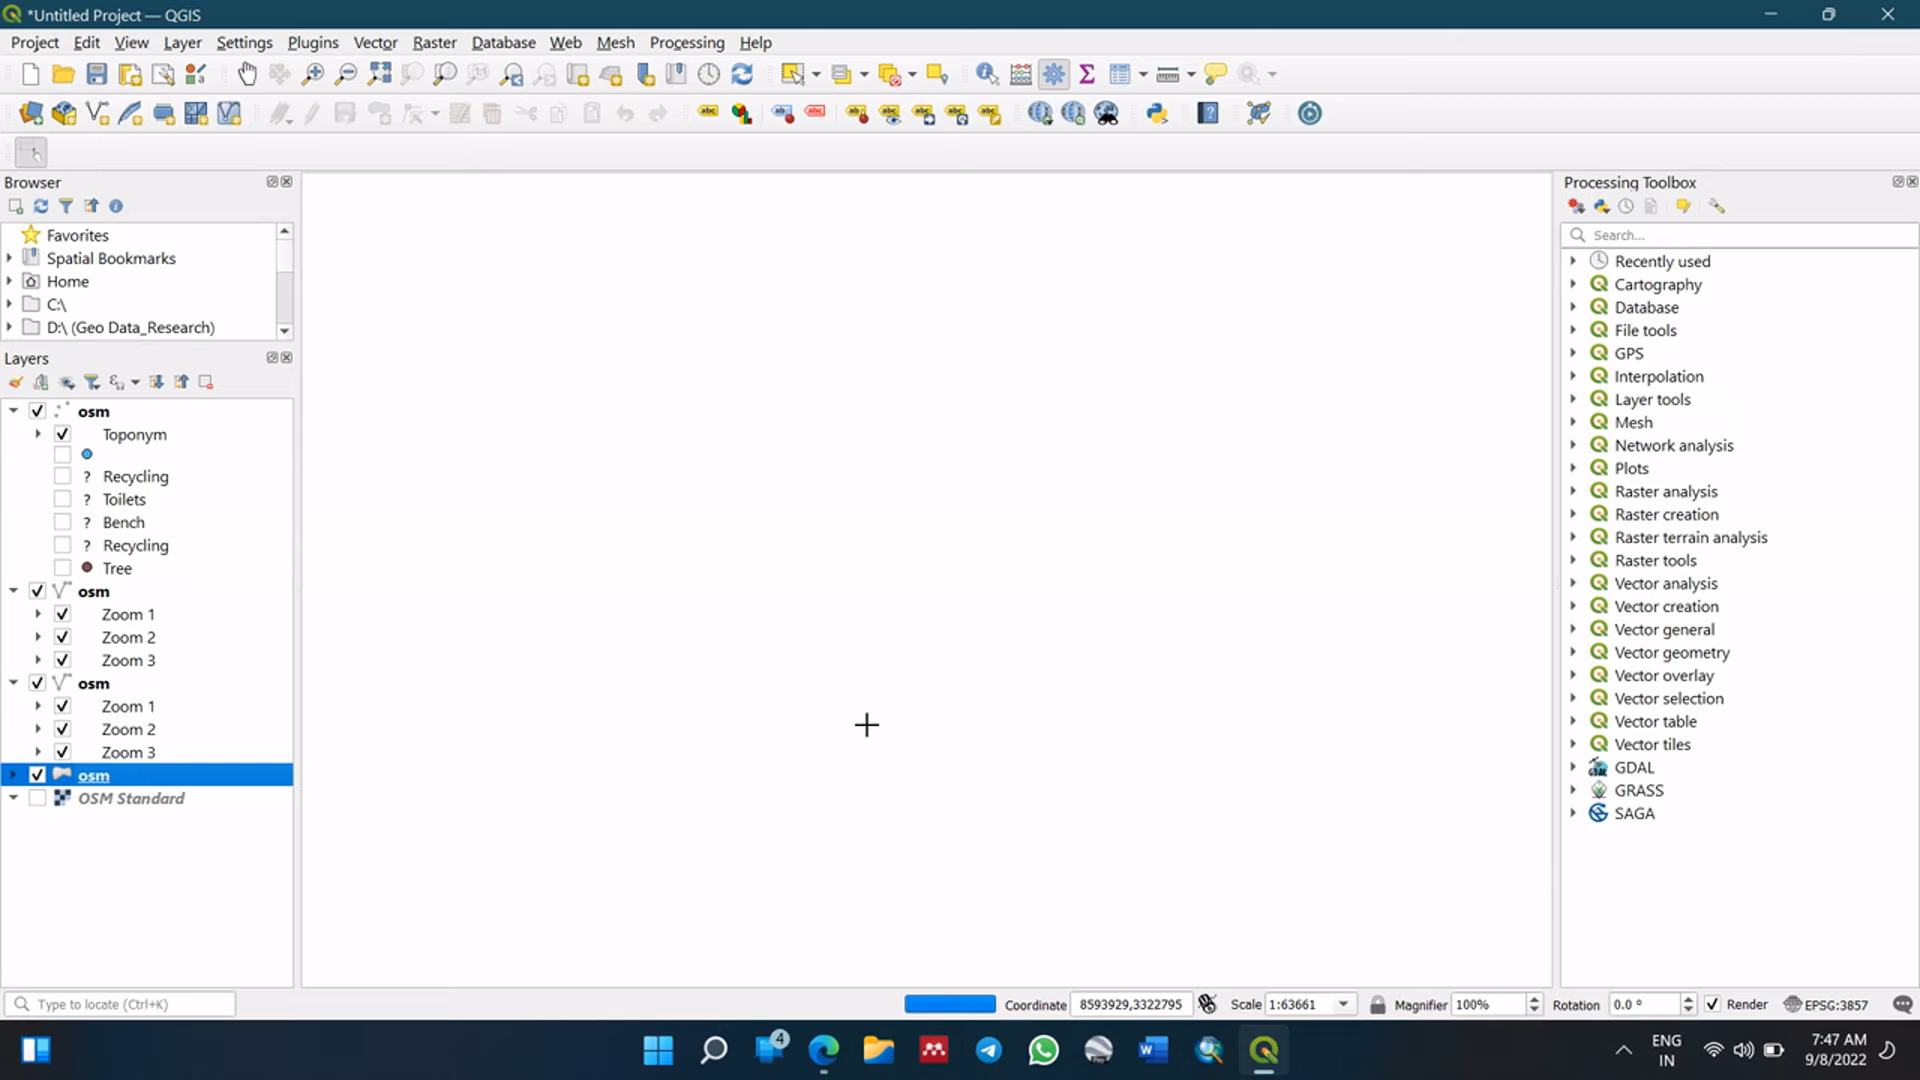 *Untitled Project — QGIS
Project Edit View Layer Settings Plugins Vector Raster Database Web Mesh Processing Help
Browser
Favorites
Spatial Bookmarks
Home
C:\
D:\ (Geo Data_Research)
Layers
osm
Toponym
? Recycling
? Toilets
? Bench
? Recycling
Tree
osm
Zoom 1
Zoom 2
Zoom 3
osm
Zoom 1
Zoom 2
Zoom 3
osm
OSM Standard
Processing Toolbox
Search...
Recently used
Cartography
Database
File tools
GPS
Interpolation
Layer tools
Mesh
Network analysis
Plots
Raster analysis
Raster creation
Raster terrain analysis
Raster tools
Vector analysis
Vector creation
Vector general
Vector geometry
Vector overlay
Vector selection
Vector table
Vector tiles
GDAL
GRASS
SAGA
Type to locate (Ctrl+K) Coordinate 8593929,3322795 Scale 1:63661 Magnifier 100% Rotation 0.0 ° Render EPSG:3857
4
ENG
IN
7:47 AM
9/8/2022